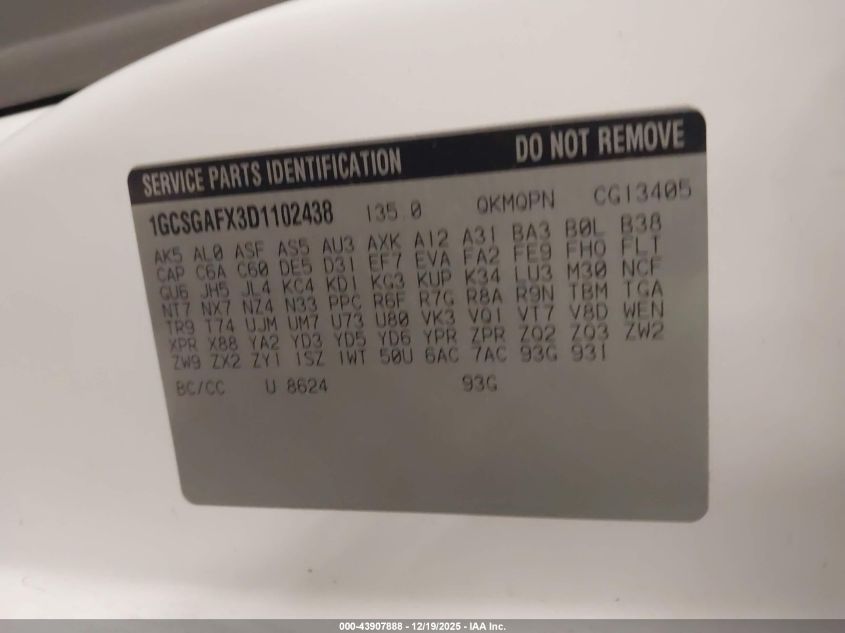 SERVICE PARTS IDENTIFICATION DO NOT REMOVE
1GCSGAFX3D1102438 135.0 QKMQPN CG13405
AK5 AL0 ASF AS5 AU3 AXK A12 A31 BA3 B0L B38
CAP C6A C60 DE5 D31 EF7 EVA FA2 FE9 FHO FLT
GU6 JH5 JL4 KC4 KD1 KG3 KUP K34 LU3 M30 NCF
NT7 NX7 NZ4 N33 PPC R6F R7G R8A R9N TBM TGA
TR9 T74 UJM UM7 U73 U80 VK3 VQ1 VT7 V8D WEN
XPR X88 YA2 YD3 YD5 YD6 YPR ZPR ZQ2 ZQ3 ZW2
ZW9 ZX2 ZY1 1SZ 1WT 50U 6AC 7AC 93G 931
BC/CC U 8624 93G
000-43907888 - 12/19/2025 - IAA Inc.